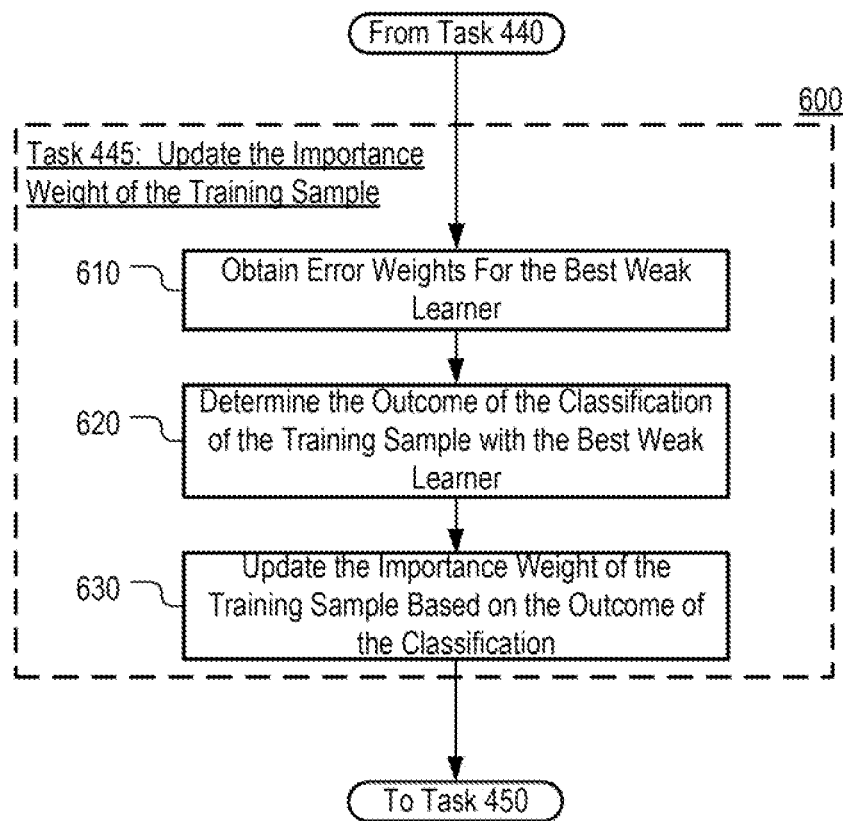 From Task 440
600
Task 445: Update the Importance
Weight of the Training Sample
610
Obtain Error Weights For the Best Weak
Learner
620
Determine the Outcome of the Classification
of the Training Sample with the Best Weak
Learner
630
Update the Importance Weight of the
Training Sample Based on the Outcome of
the Classification
To Task 450